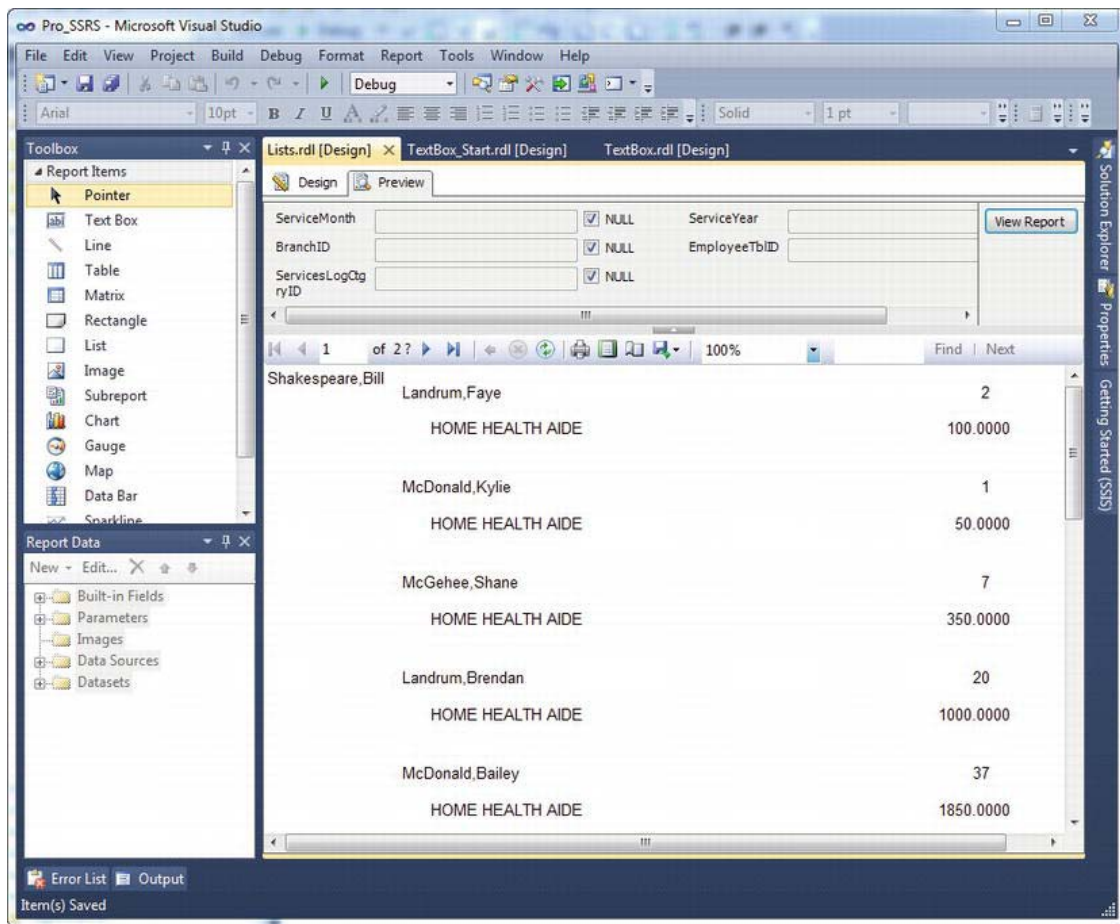 Pro_SSRS - Microsoft Visual Studio
File Edit View Project Build Debug Format Report Tools Window Help
Debug
Arial 10pt B I U A Solid 1 pt
Toolbox
Report Items
Pointer
Text Box
Line
Table
Matrix
Rectangle
List
Image
Subreport
Chart
Gauge
Map
Data Bar
Sparkline
Report Data
New Edit...
Built-in Fields
Parameters
Images
Data Sources
Datasets
Lists.rdl [Design] TextBox_Start.rdl [Design] TextBox.rdl [Design]
Design Preview
ServiceMonth NULL ServiceYear View Report
BranchID NULL EmployeeTblID
ServicesLogCtg NULL
ryID
1 of 2 ? 100% Find | Next
Shakespeare,Bill
Landrum,Faye 2
HOME HEALTH AIDE 100.0000
McDonald,Kylie 1
HOME HEALTH AIDE 50.0000
McGehee,Shane 7
HOME HEALTH AIDE 350.0000
Landrum,Brendan 20
HOME HEALTH AIDE 1000.0000
McDonald,Bailey 37
HOME HEALTH AIDE 1850.0000
Solution Explorer
Properties
Getting Started (SSIS)
Error List Output
Item(s) Saved